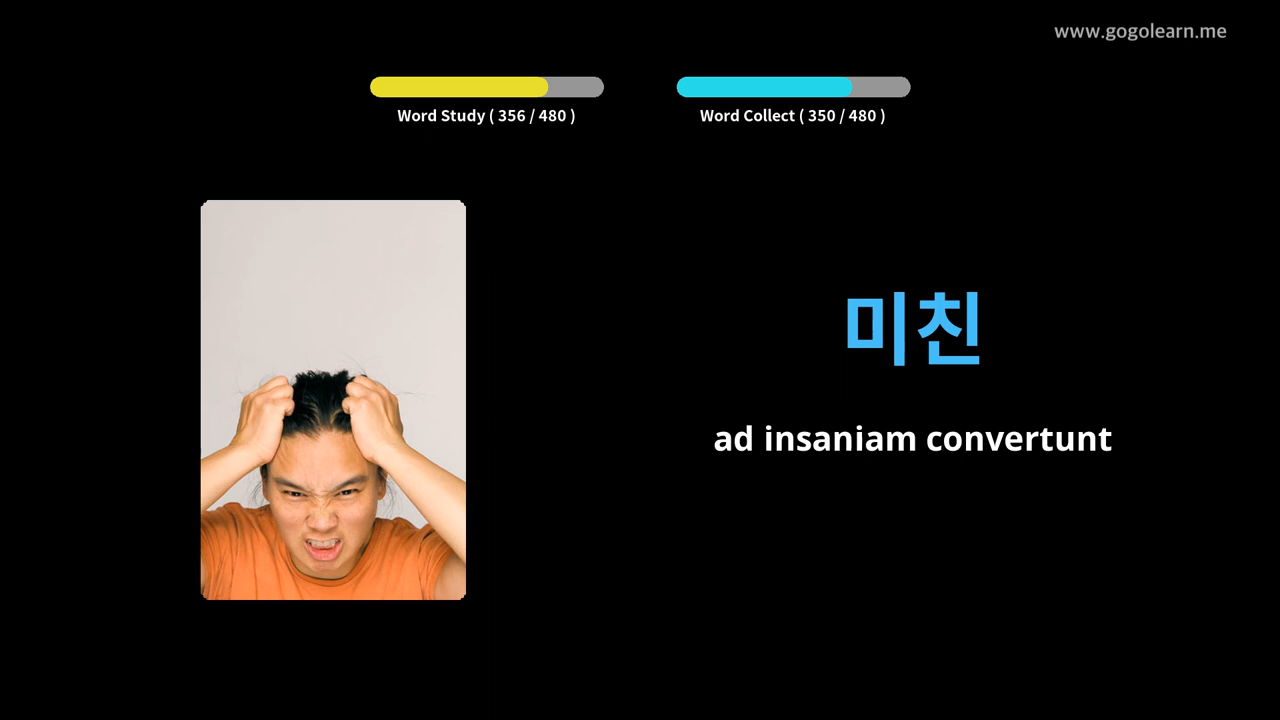 www.gogolearn.me
Word Study ( 356 / 480 )
Word Collect ( 350 / 480 )
미친
ad insaniam convertunt